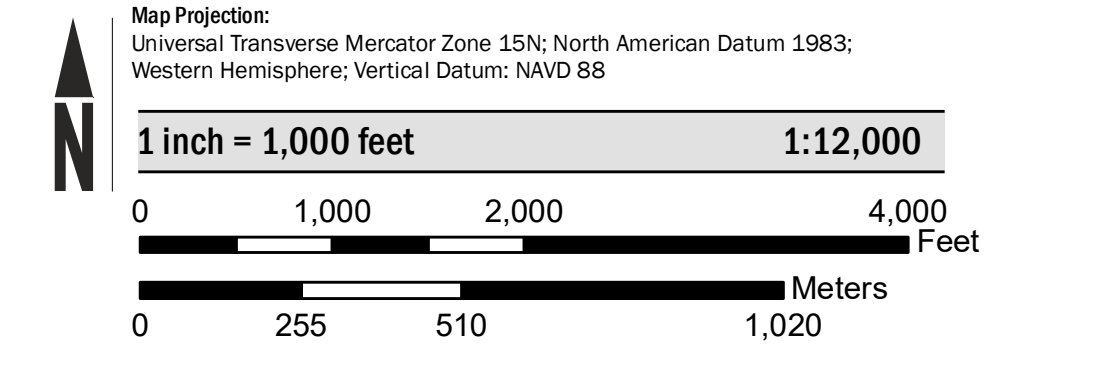 Map Projection:
Universal Transverse Mercator Zone 15N; North American Datum 1983;
Western Hemisphere; Vertical Datum: NAVD 88
N
1 inch = 1,000 feet 1:12,000
0 1,000 2,000 4,000
Feet
Meters
0 255 510 1,020